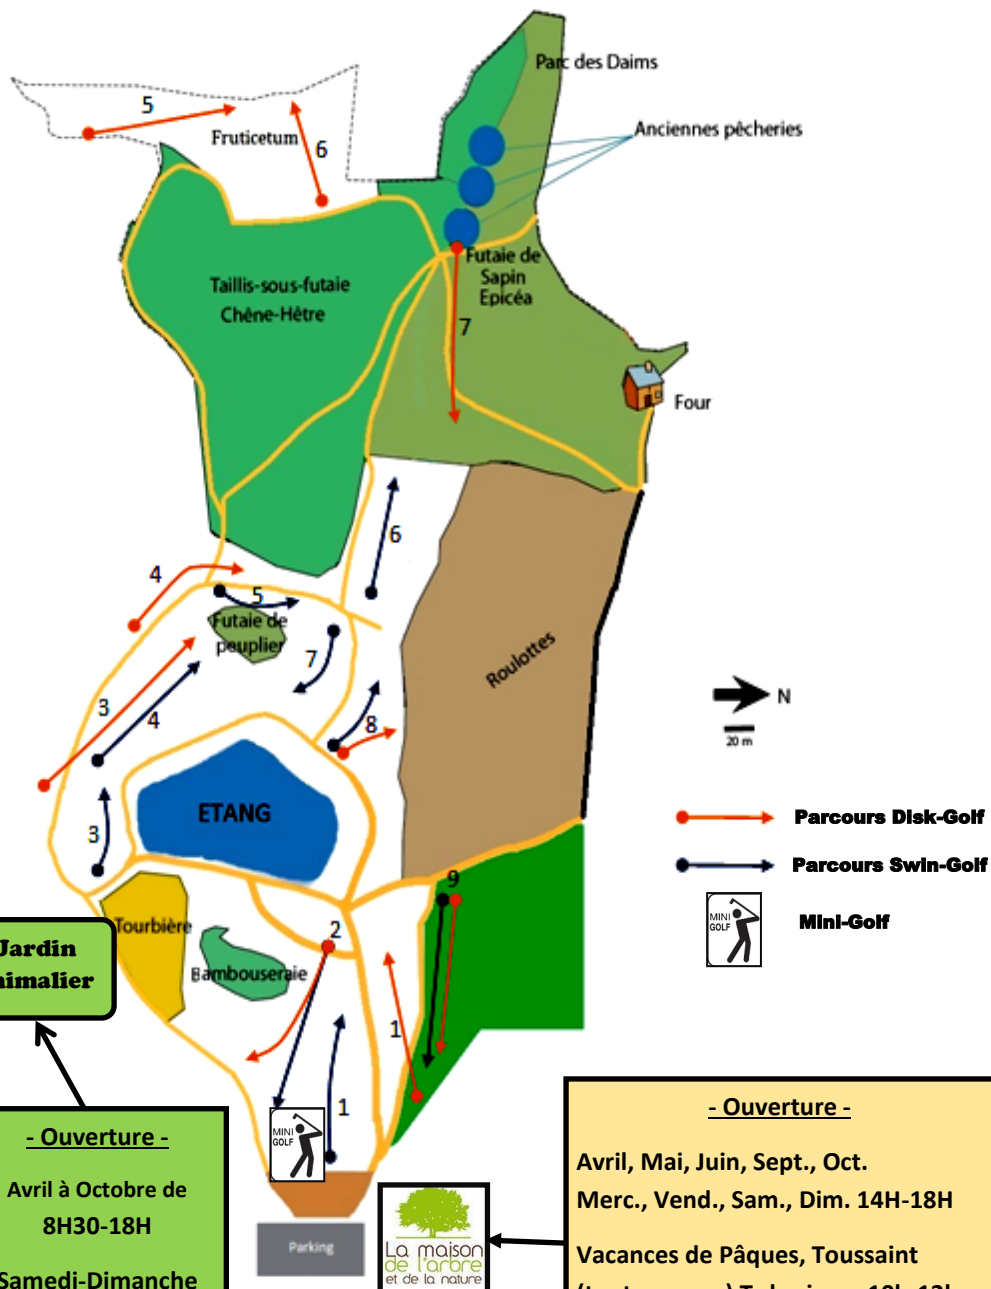 Parc des Daims
5
Anciennes pêcheries
Fruticetum
6
Futaie de
Sapin
Epicéa
Taillis-sous-futaie
Chêne-Hêtre
7
Four
6
4
5
Futaie de
peuplier
7
Roulottes
3
4
8
N
20 m
ETANG
3
Parcours Disk-Golf
Parcours Swin-Golf
9
MINI
GOLF
Mini-Golf
Tourbière
2
Jardin
Bambouseraie
1
1
MINI
GOLF
- Ouverture -
Avril à Octobre de
8H30-18H
Samedi-Dimanche
Parking
La maison
de l'arbre
et de la nature
- Ouverture -
Avril, Mai, Juin, Sept., Oct.
Merc., Vend., Sam., Dim. 14H-18H
Vacances de Pâques, Toussaint